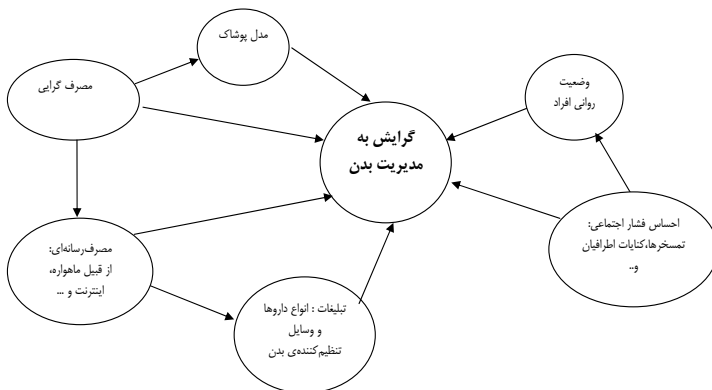 مدل پوشاک
مصرف گرایی
وضعیت
روانی افراد
گرایش به
مدیریت بدن
احساس فشار اجتماعی:
تمسخرها،کنایات اطرافیان
و..
مصرف‌رسانه‌ای:
از قبیل ماهواره،
اینترنت و ...
تبلیغات : انواع داروها
و وسایل
تنظیم‌کننده‌ی بدن